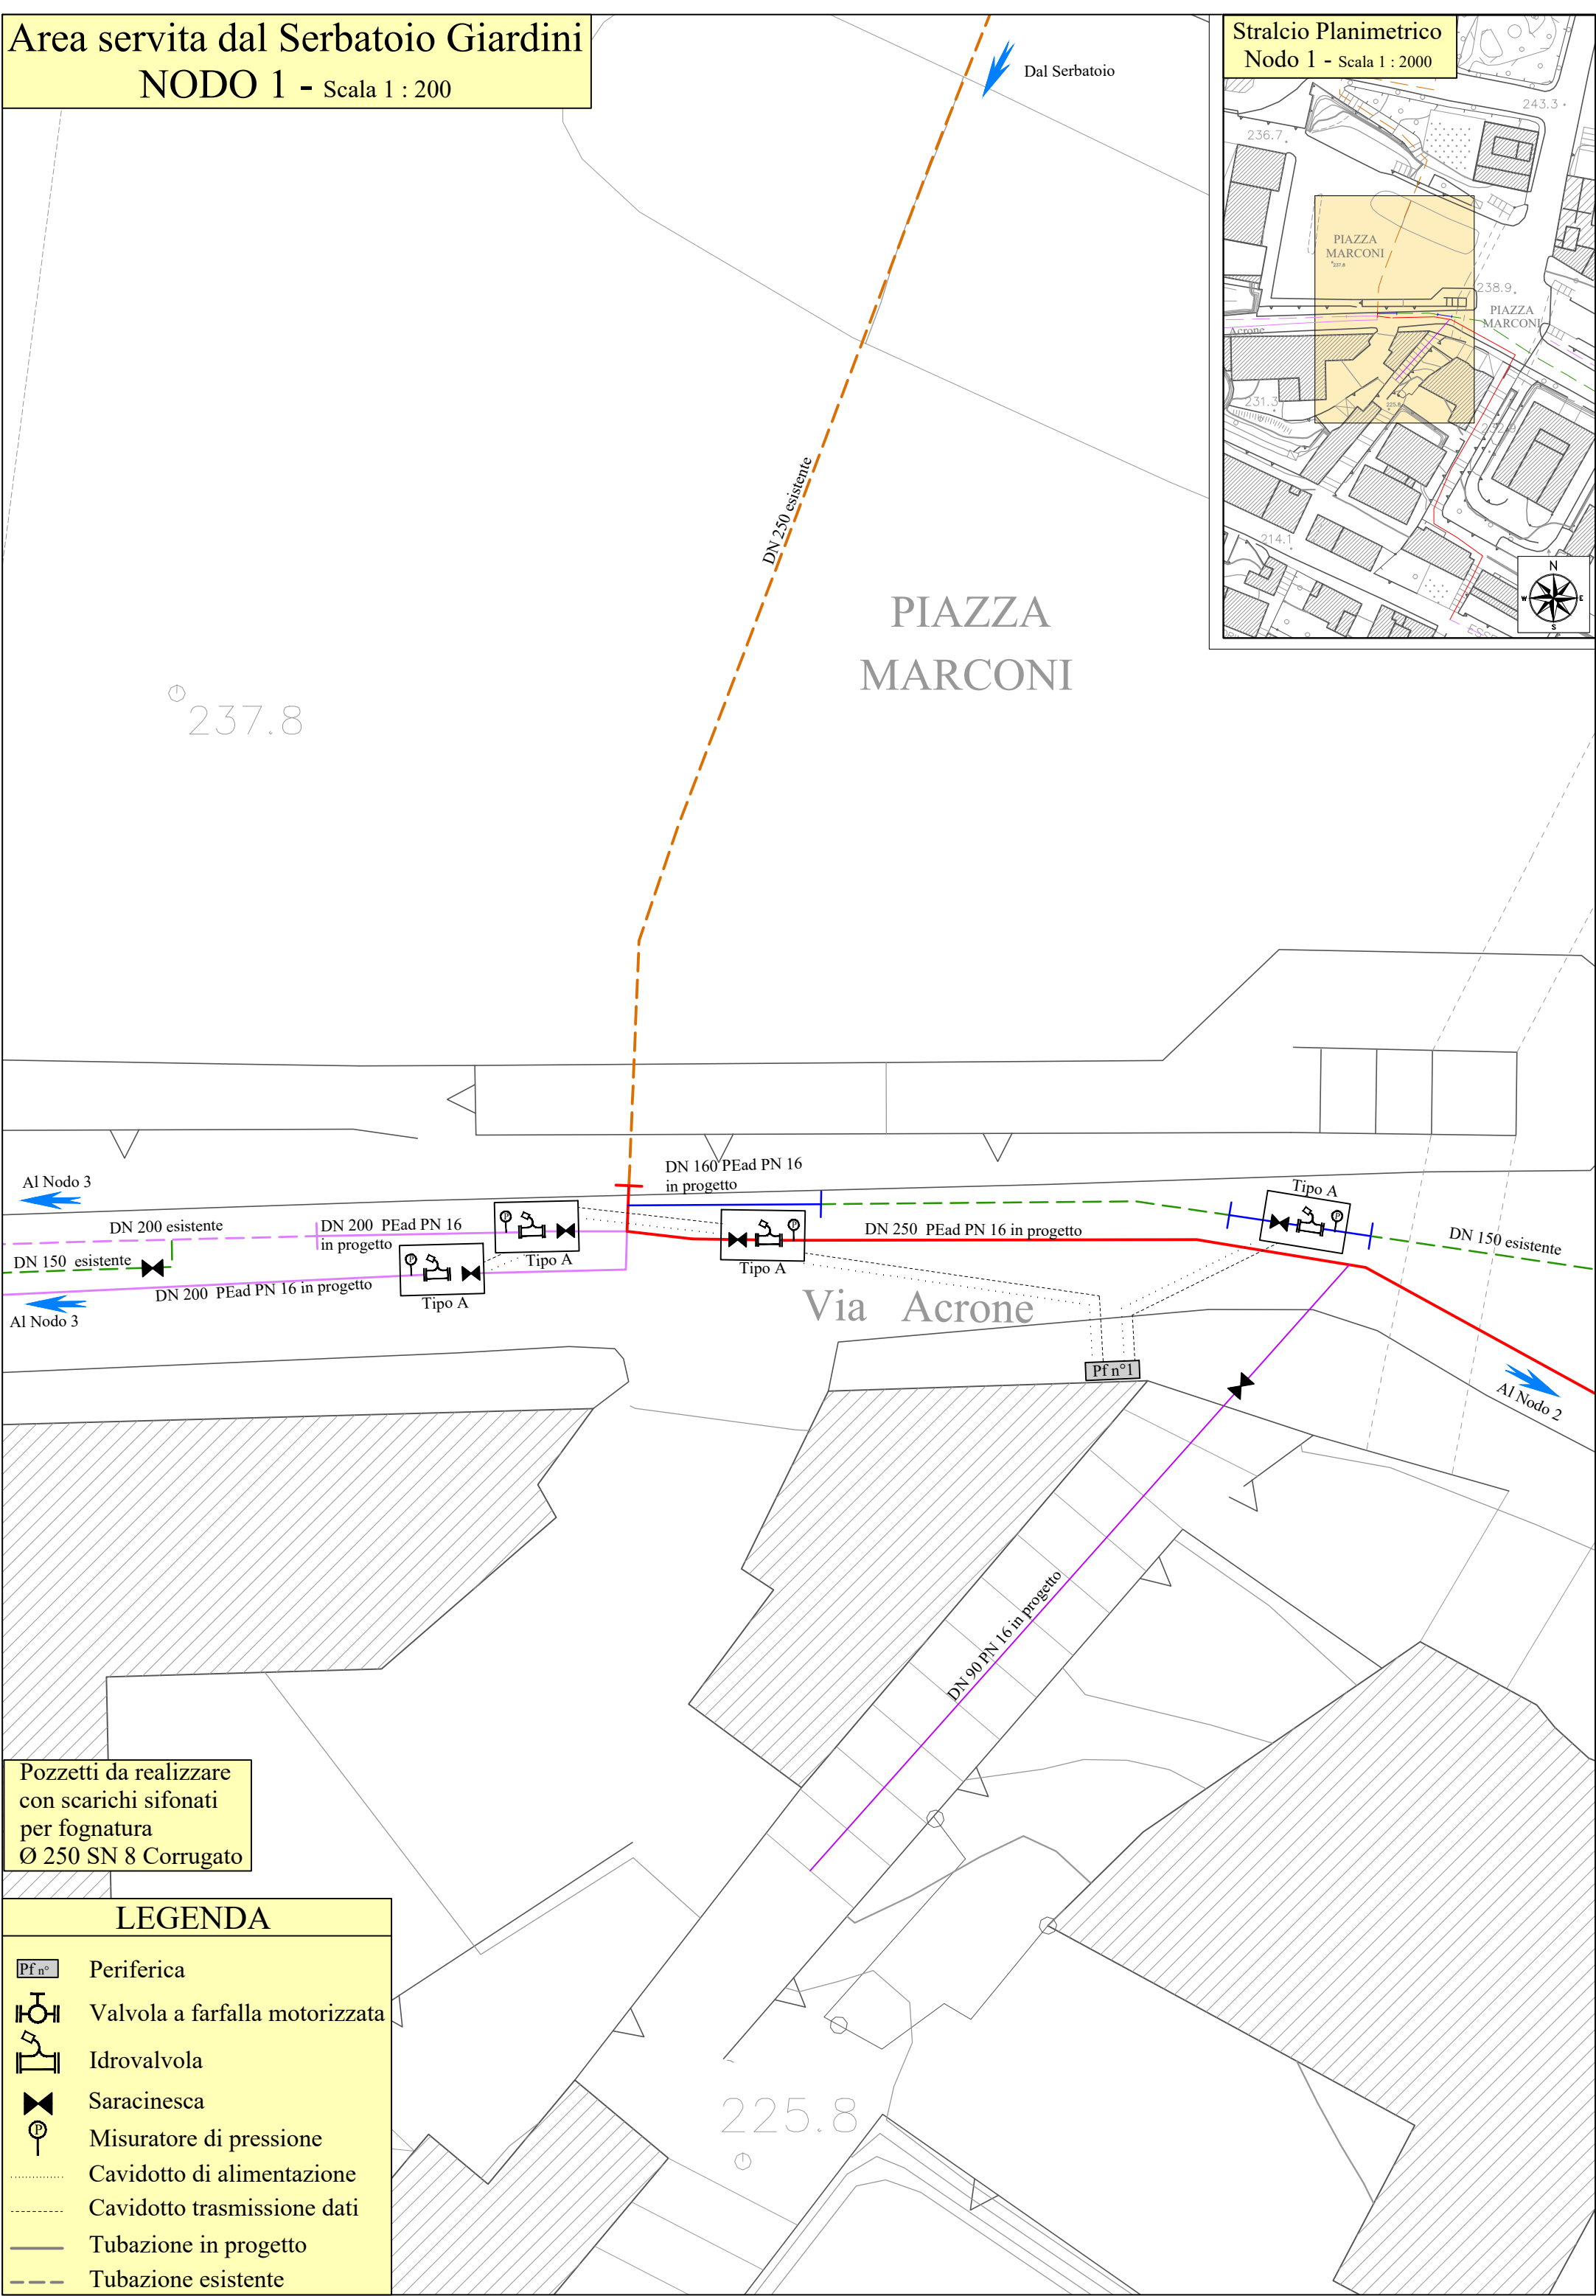 Area servita dal Serbatoio Giardini
NODO 1 - Scala 1 : 200
Dal Serbatoio
Stralcio Planimetrico
Nodo 1 - Scala 1 : 2000
243.3
236.7
PIAZZA
MARCONI
237.8
238.9
PIAZZA
MARCONI
Acrone
231.3
225.8
214.1
N
W
E
S
DN 250 esistente
PIAZZA
MARCONI
237.8
Al Nodo 3
DN 160 PEad PN 16
in progetto
Tipo A
DN 200 esistente
DN 200 PEad PN 16
in progetto
P
P
DN 250 PEad PN 16 in progetto
P
DN 150 esistente
DN 150 esistente
P
Tipo A
Tipo A
DN 200 PEad PN 16 in progetto
Tipo A
Al Nodo 3
Via Acrone
Pf n°1
Al Nodo 2
DN 90 PN 16 in progetto
Pozzetti da realizzare
con scarichi sifonati
per fognatura
Ø 250 SN 8 Corrugato
LEGENDA
Pf n° Periferica
Valvola a farfalla motorizzata
Idrovalvola
Saracinesca
P Misuratore di pressione
Cavidotto di alimentazione
Cavidotto trasmissione dati
Tubazione in progetto
Tubazione esistente
225.8